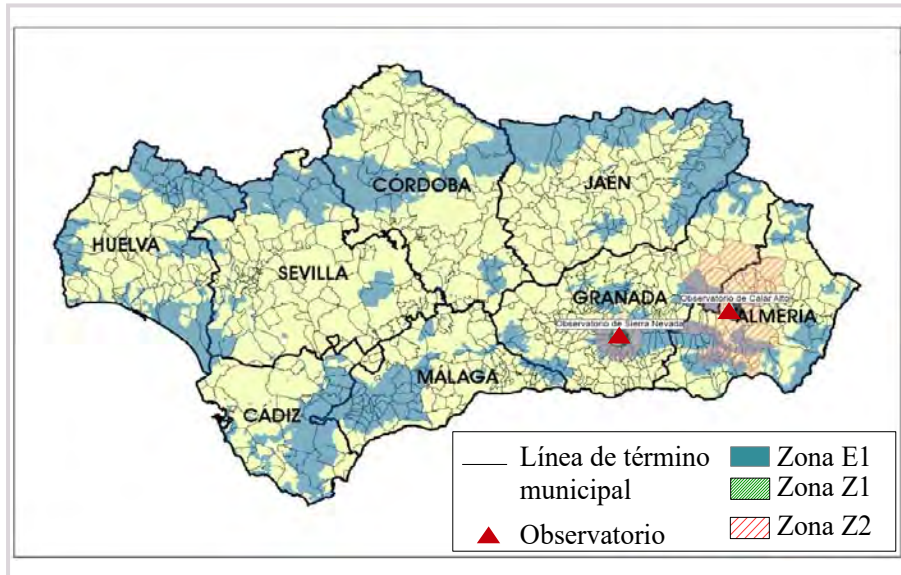 CÓRDOBA
JAÉN
HUELVA
SEVILLA
GRANADA
Observatorio de Calar Alto
ALMERÍA
Observatorio de Sierra Nevada
MÁLAGA
CÁDIZ
Línea de término
municipal
Observatorio
Zona E1
Zona Z1
Zona Z2